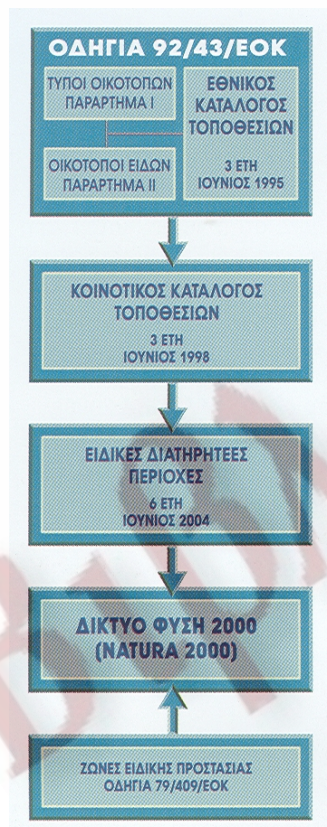 ΟΔΗΓΙΑ 92/43/ΕΟΚ
ΤΥΠΟΙ ΟΙΚΟΤΟΠΩΝ
ΠΑΡΑΡΤΗΜΑ Ι
ΟΙΚΟΤΟΠΟΙ ΕΙΔΩΝ
ΠΑΡΑΡΤΗΜΑ ΙΙ
ΕΘΝΙΚΟΣ
ΚΑΤΑΛΟΓΟΣ
ΤΟΠΟΘΕΣΙΩΝ
3 ΕΤΗ
ΙΟΥΝΙΟΣ 1995
ΚΟΙΝΟΤΙΚΟΣ ΚΑΤΑΛΟΓΟΣ
ΤΟΠΟΘΕΣΙΩΝ
3 ΕΤΗ
ΙΟΥΝΙΟΣ 1998
ΕΙΔΙΚΕΣ ΔΙΑΤΗΡΗΤΕΕΣ
ΠΕΡΙΟΧΕΣ
6 ΕΤΗ
ΙΟΥΝΙΟΣ 2004
ΔΙΚΤΥΟ ΦΥΣΗ 2000
(NATURA 2000)
ΖΩΝΕΣ ΕΙΔΙΚΗΣ ΠΡΟΣΤΑΣΙΑΣ
ΟΔΗΓΙΑ 79/409/ΕΟΚ